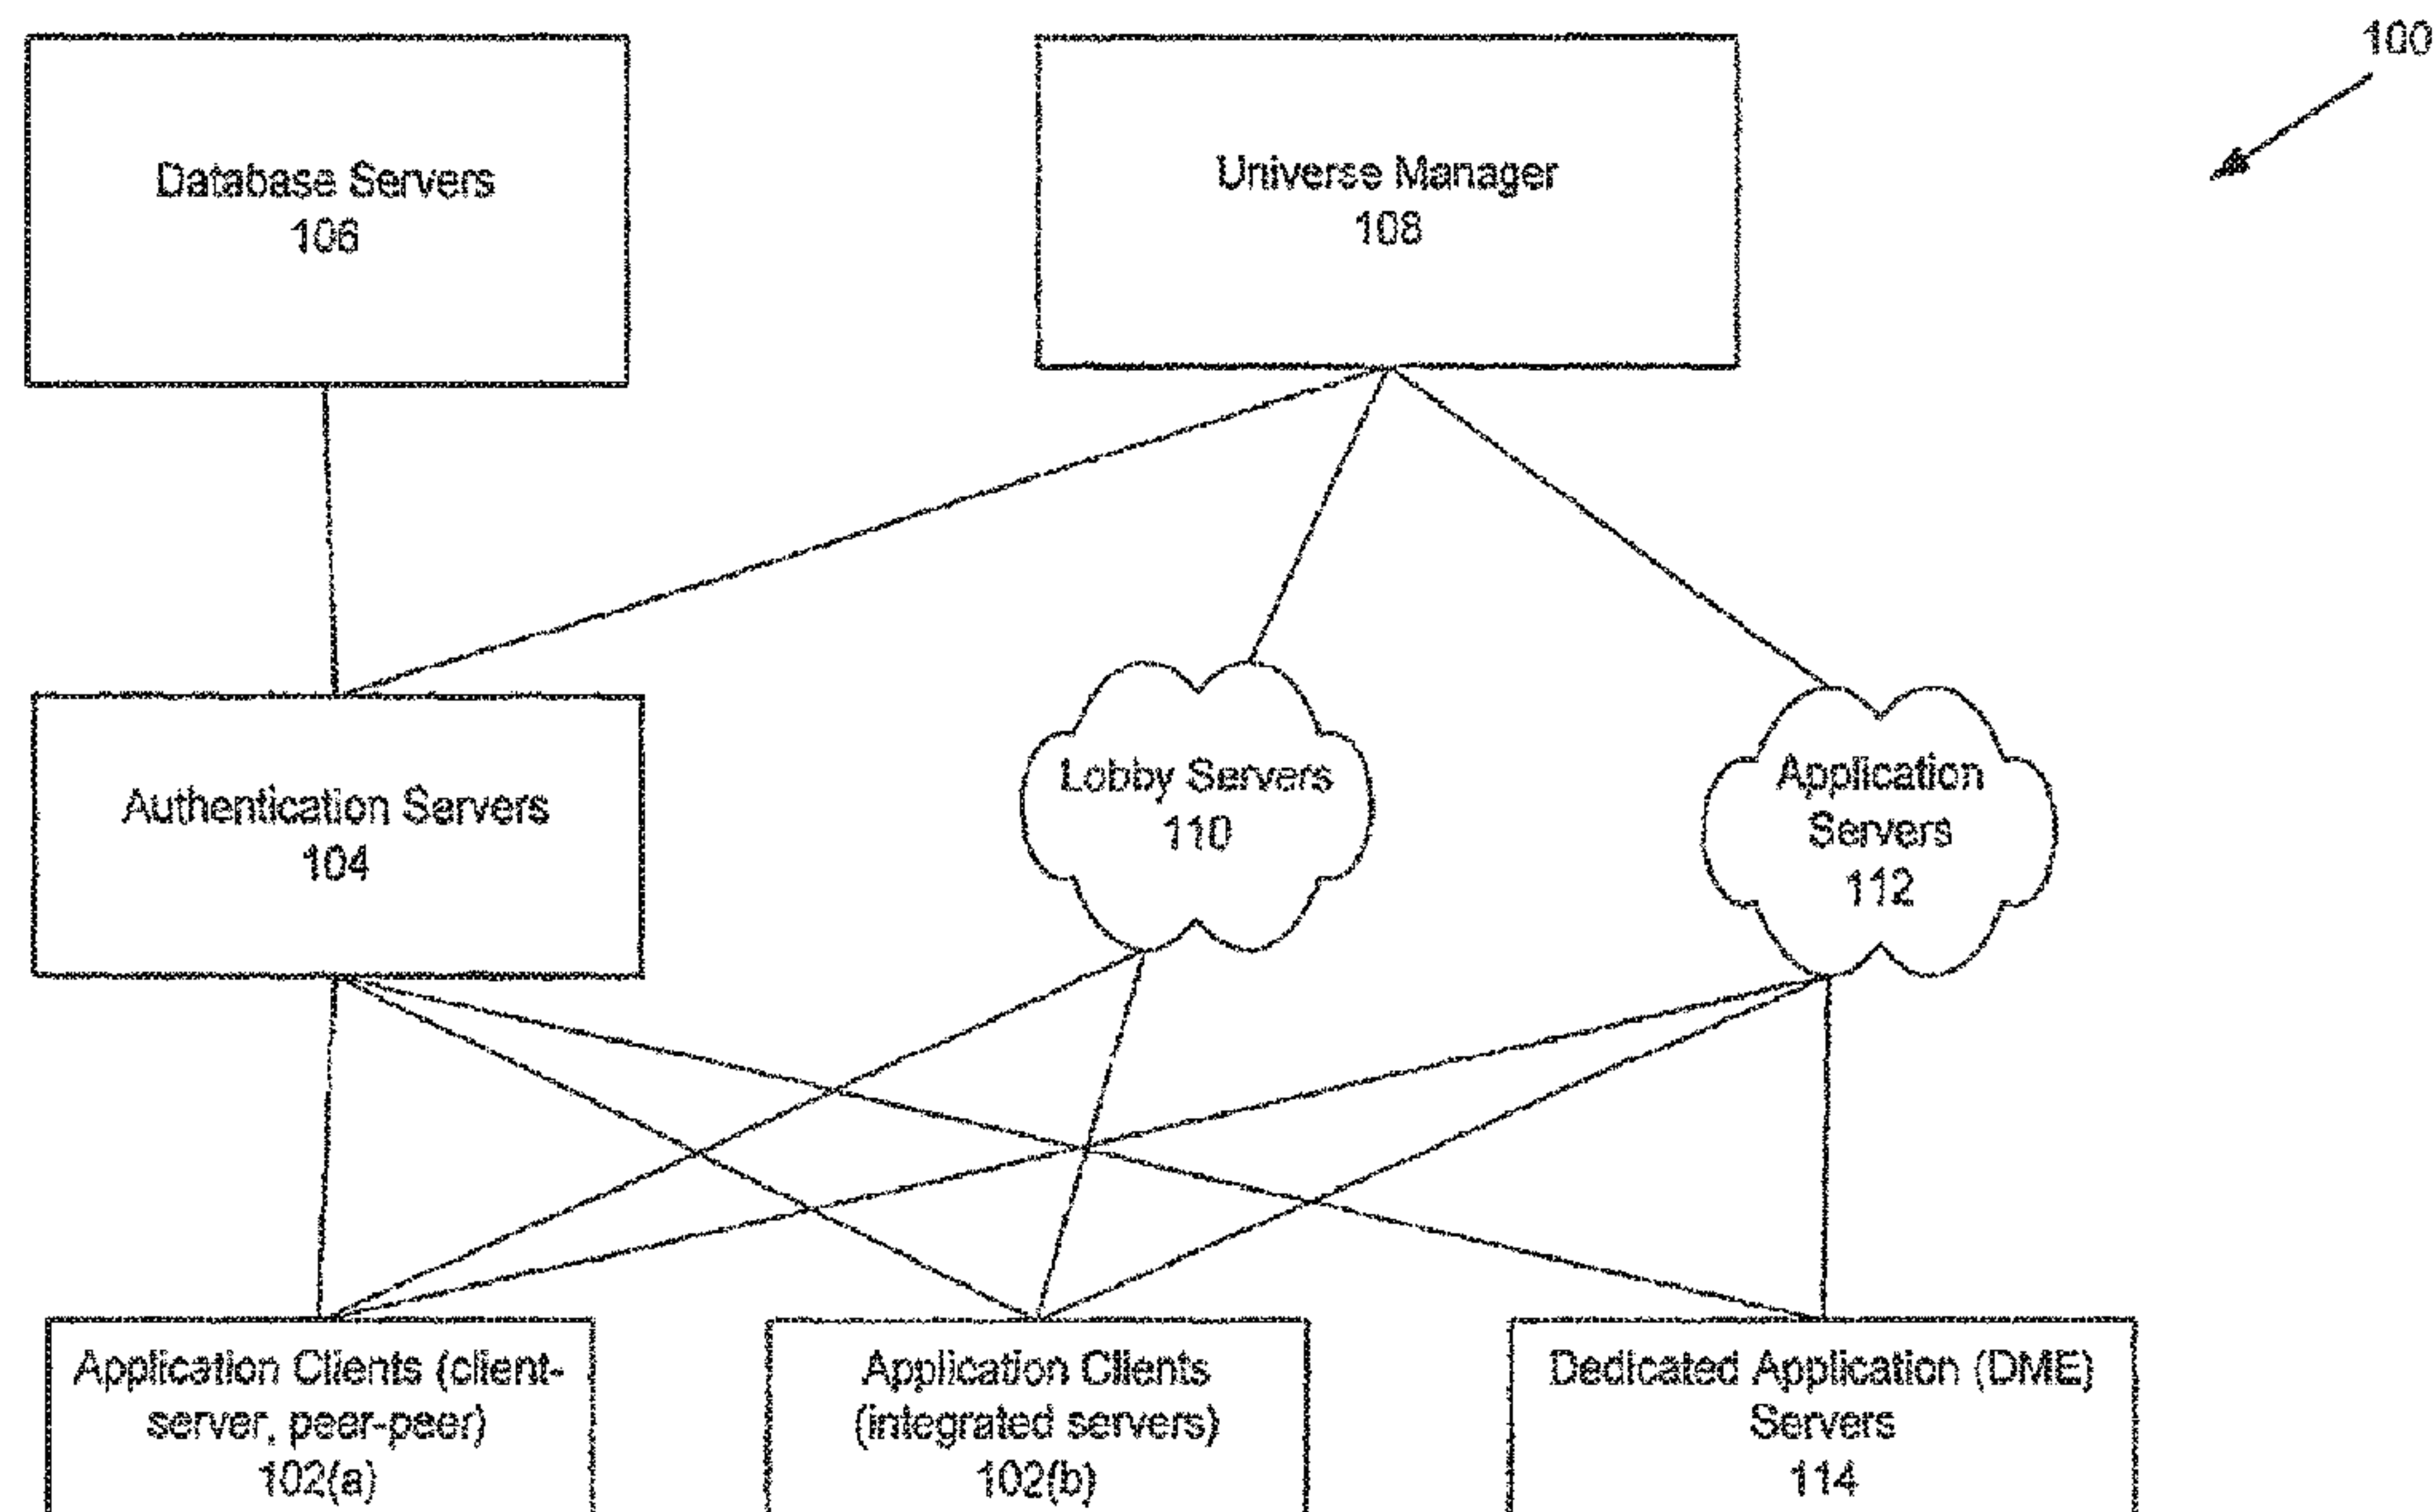 100
Database Servers
106
Universe Manager
108
Authentication Servers
104
Lobby Servers
110
Application
Servers
112
Application Clients (client-
server, peer-peer)
102(a)
Application Clients
(integrated servers)
102(b)
Dedicated Application (DME)
Servers
114